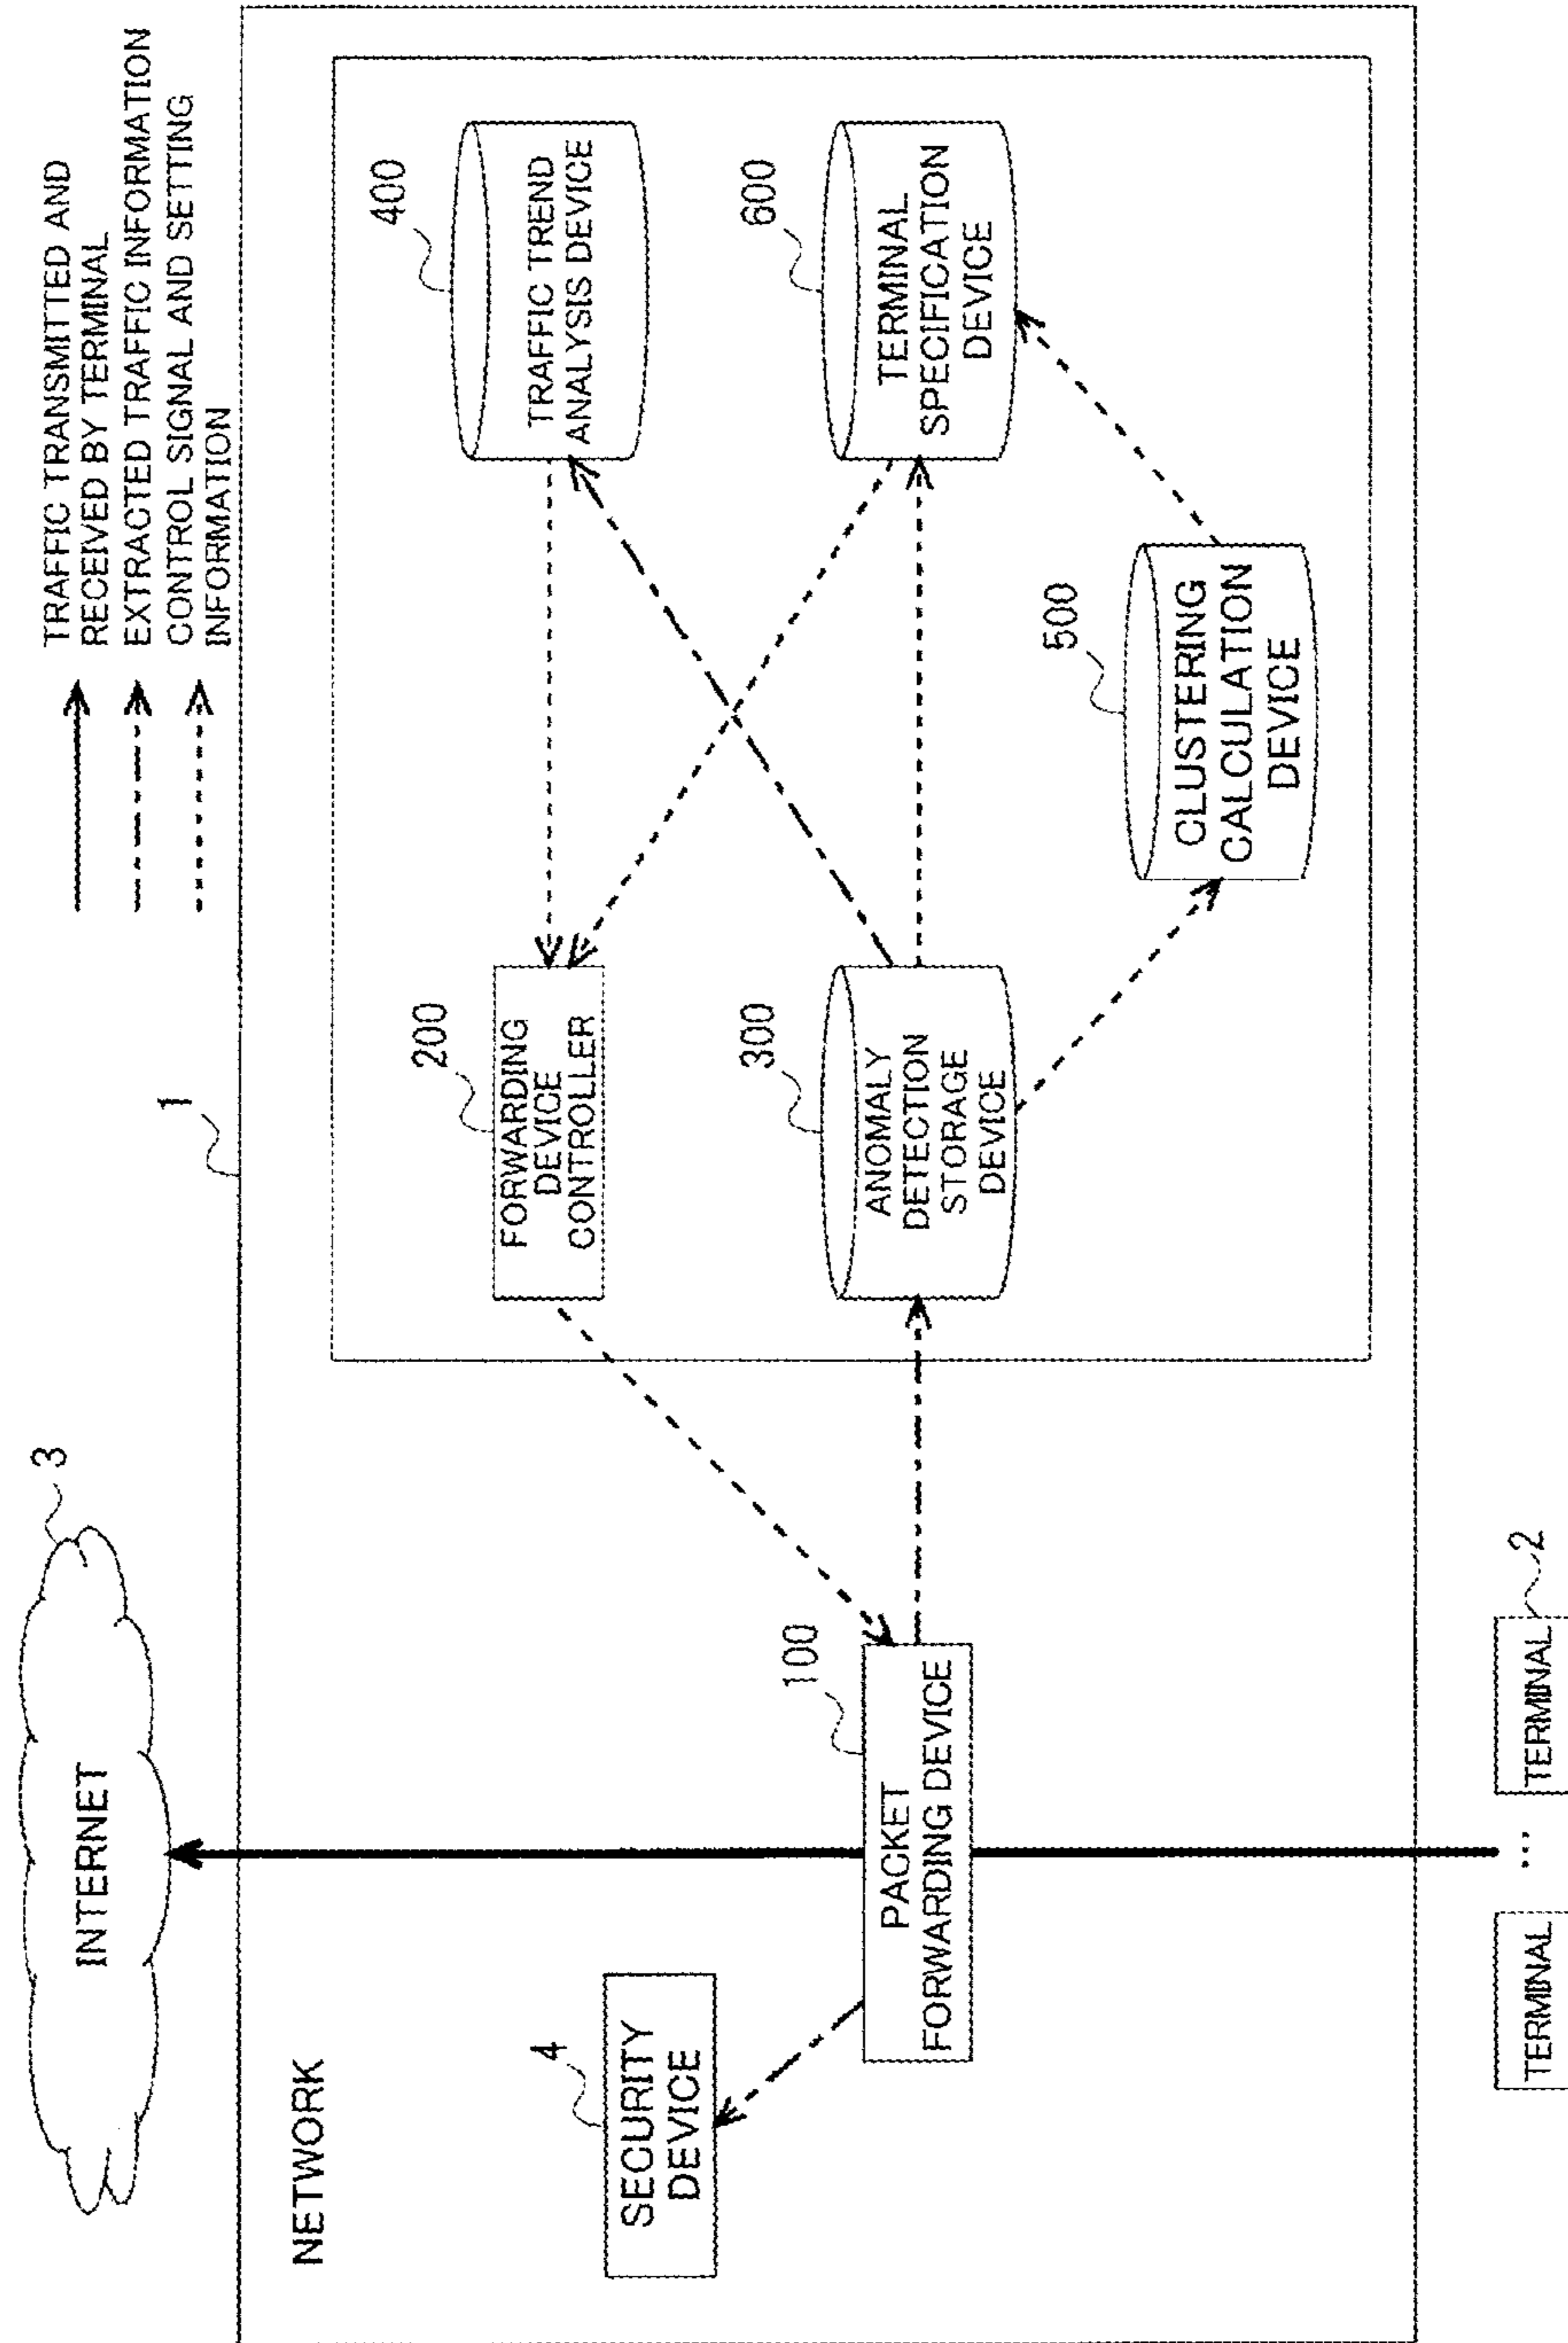 TRAFFIC TRANSMITTED AND
RECEIVED BY TERMINAL
EXTRACTED TRAFFIC INFORMATION
CONTROL SIGNAL AND SETTING
INFORMATION
INTERNET
3
1
NETWORK
200
FORWARDING
DEVICE
CONTROLLER
400
TRAFFIC TREND
ANALYSIS DEVICE
4
SECURITY
DEVICE
100
PACKET
FORWARDING DEVICE
300
ANOMALY
DETECTION
STORAGE
DEVICE
600
TERMINAL
SPECIFICATION
DEVICE
500
CLUSTERING
CALCULATION
DEVICE
TERMINAL
...
TERMINAL
2